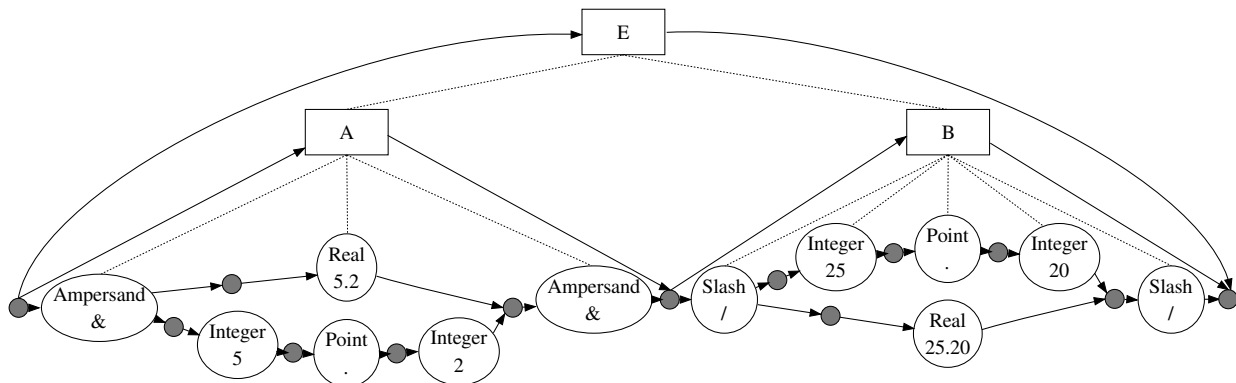 E
A
B
Real
5.2
Integer
25
Point
.
Integer
20
Ampersand
&
Ampersand
&
Slash
/
Slash
/
Integer
5
Point
.
Integer
2
Real
25.20